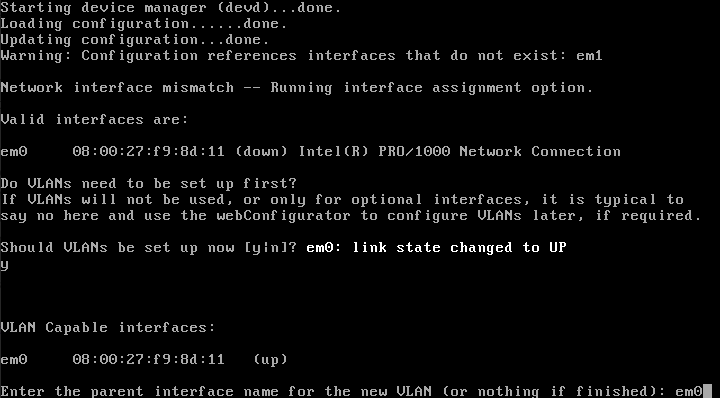 Starting device manager (devd)...done.
Loading configuration......done.
Updating configuration...done.
Warning: Configuration references interfaces that do not exist: em1
Network interface mismatch -- Running interface assignment option.
Valid interfaces are:
em0     08:00:27:f9:8d:11 (down) Intel(R) PRO/1000 Network Connection
Do VLANs need to be set up first?
If VLANs will not be used, or only for optional interfaces, it is typical to
say no here and use the webConfigurator to configure VLANs later, if required.
Should VLANs be set up now [y|n]? em0: link state changed to UP
y
VLAN Capable interfaces:
em0     08:00:27:f9:8d:11   (up)
Enter the parent interface name for the new VLAN (or nothing if finished): em0